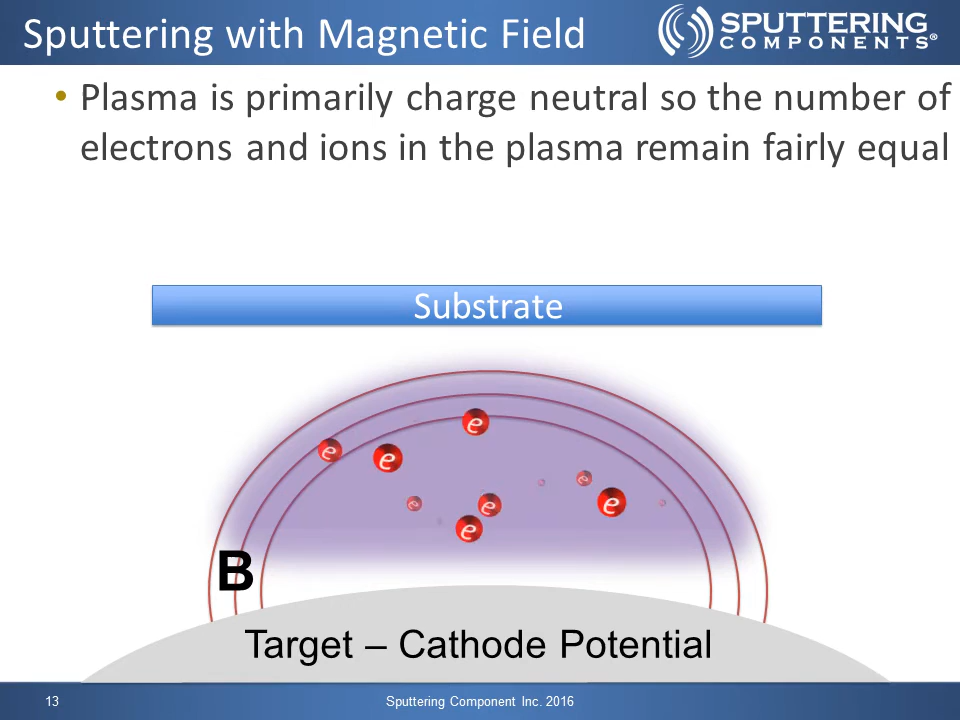 Sputtering with Magnetic Field
SPUTTERING
COMPONENTS®
• Plasma is primarily charge neutral so the number of
electrons and ions in the plasma remain fairly equal
Substrate
e
e
e
e
e
e
e
e
B
Target – Cathode Potential
13
Sputtering Component Inc. 2016